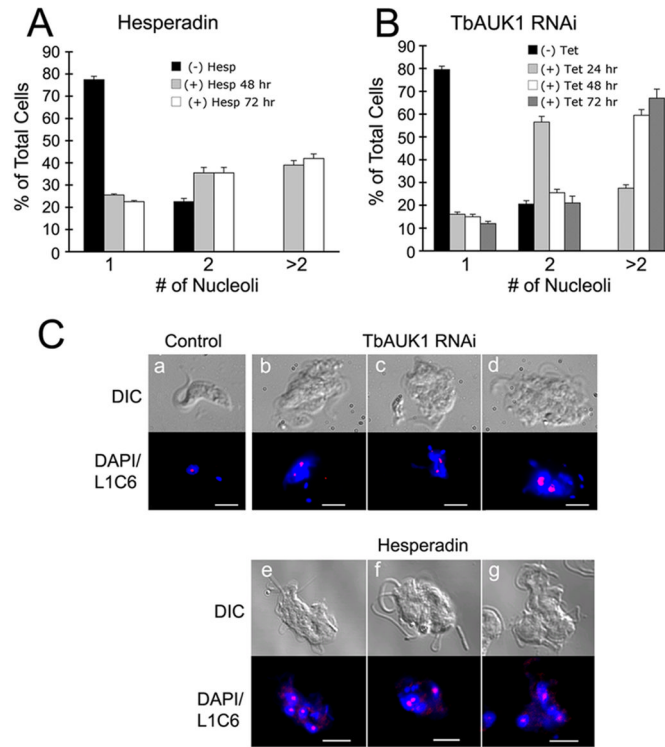 A
Hesperadin
% of Total Cells
90
80
70
60
50
40
30
20
10
0
(-) Hesp
(+) Hesp 48 hr
(+) Hesp 72 hr
1 2 >2
# of Nucleoli
B
TbAUK1 RNAi
% of Total Cells
90
80
70
60
50
40
30
20
10
0
(-) Tet
(+) Tet 24 hr
(+) Tet 48 hr
(+) Tet 72 hr
1 2 >2
# of Nucleoli
C
Control TbAUK1 RNAi
a b c d
DIC
DAPI/
L1C6
Hesperadin
e f g
DIC
DAPI/
L1C6